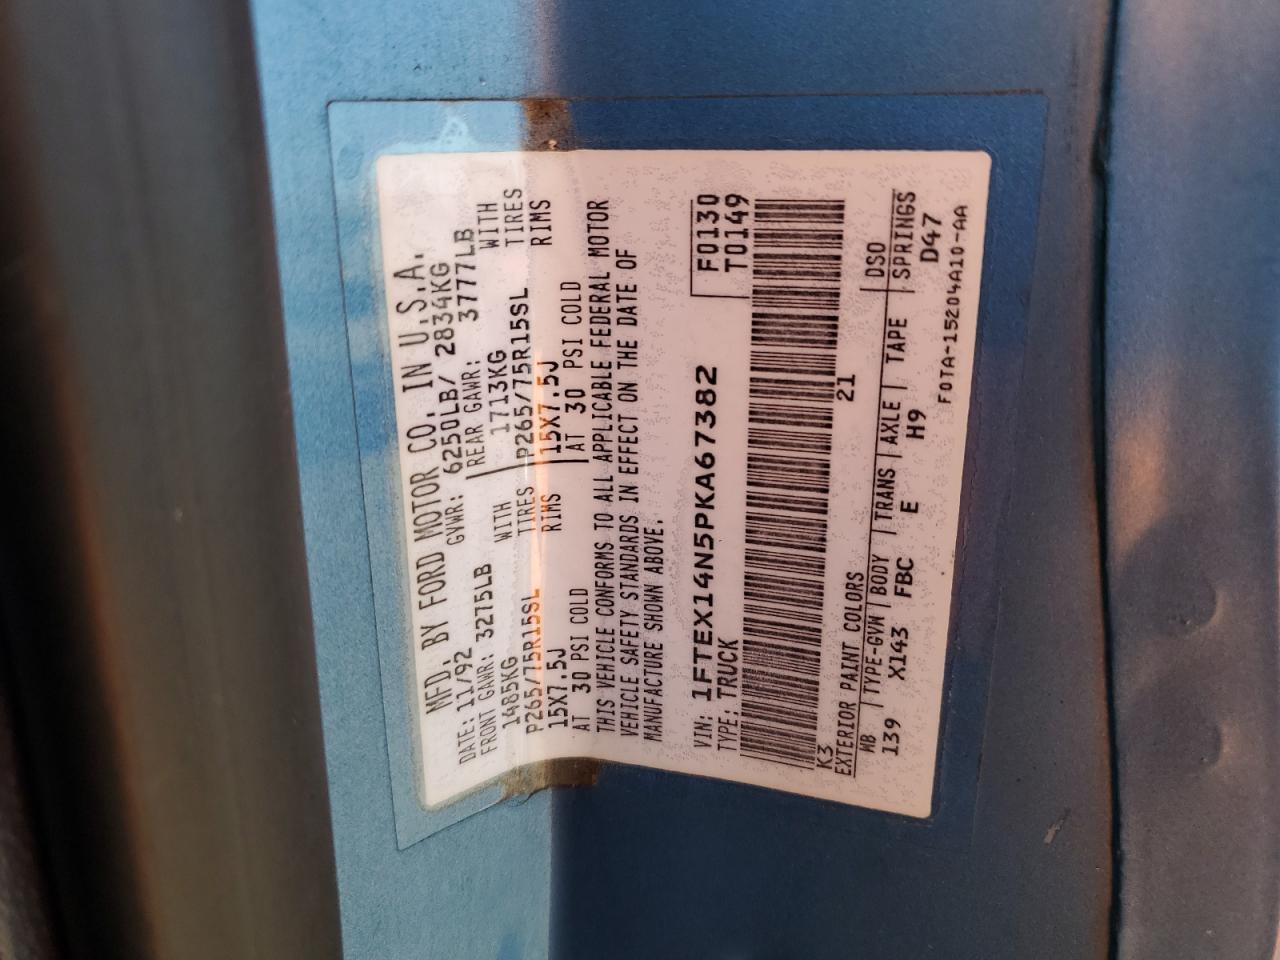 MFD. BY FORD MOTOR CO. IN U.S.A.
DATE: 11/92 GVWR: 6250LB/ 2834KG
FRONT GAWR: 3275LB REAR GAWR: 3777LB
1485KG WITH 1713KG WITH
P265/75R15SL TIRES P265/75R15SL TIRES
15X7.5J RIMS 15X7.5J RIMS
AT 30 PSI COLD AT 30 PSI COLD
THIS VEHICLE CONFORMS TO ALL APPLICABLE FEDERAL MOTOR
VEHICLE SAFETY STANDARDS IN EFFECT ON THE DATE OF
MANUFACTURE SHOWN ABOVE.
VIN: 1FTEX14N5PKA67382 F0130
TYPE: TRUCK T0149
K3 21
EXTERIOR PAINT COLORS DSO
WB TYPE-GVW BODY TRANS AXLE TAPE SPRINGS
139 X143 FBC E H9 D47
F0TA-15204A10-AA